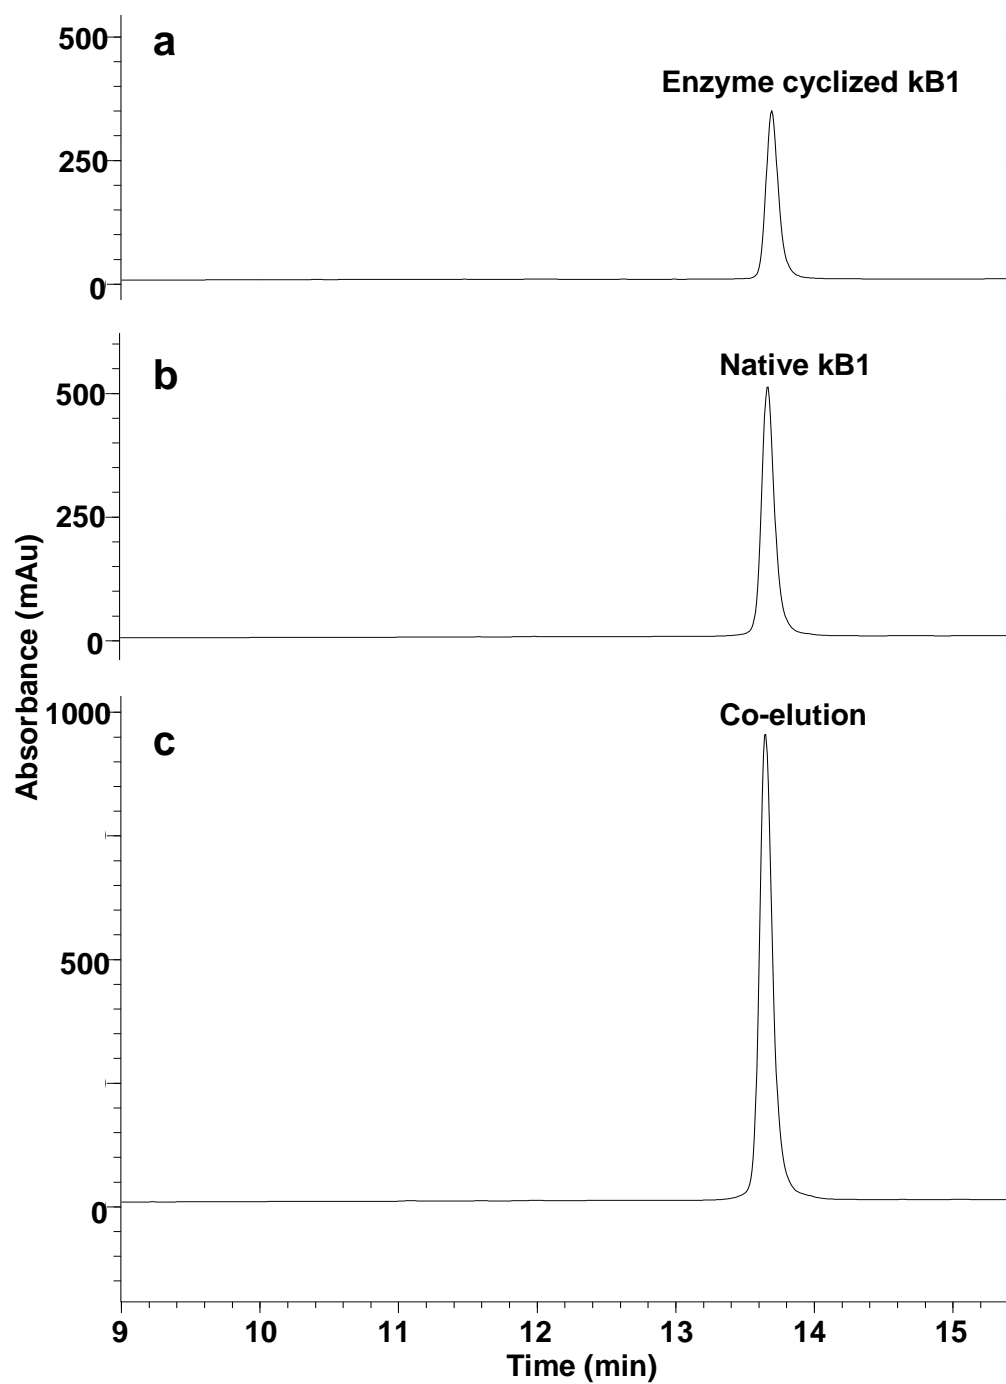 a
500
Enzyme cyclized kB1
250
0
b
Native kB1
500
250
0
Absorbance (mAu)
c
Co-elution
1000
500
0
9 10 11 12 13 14 15
Time (min)